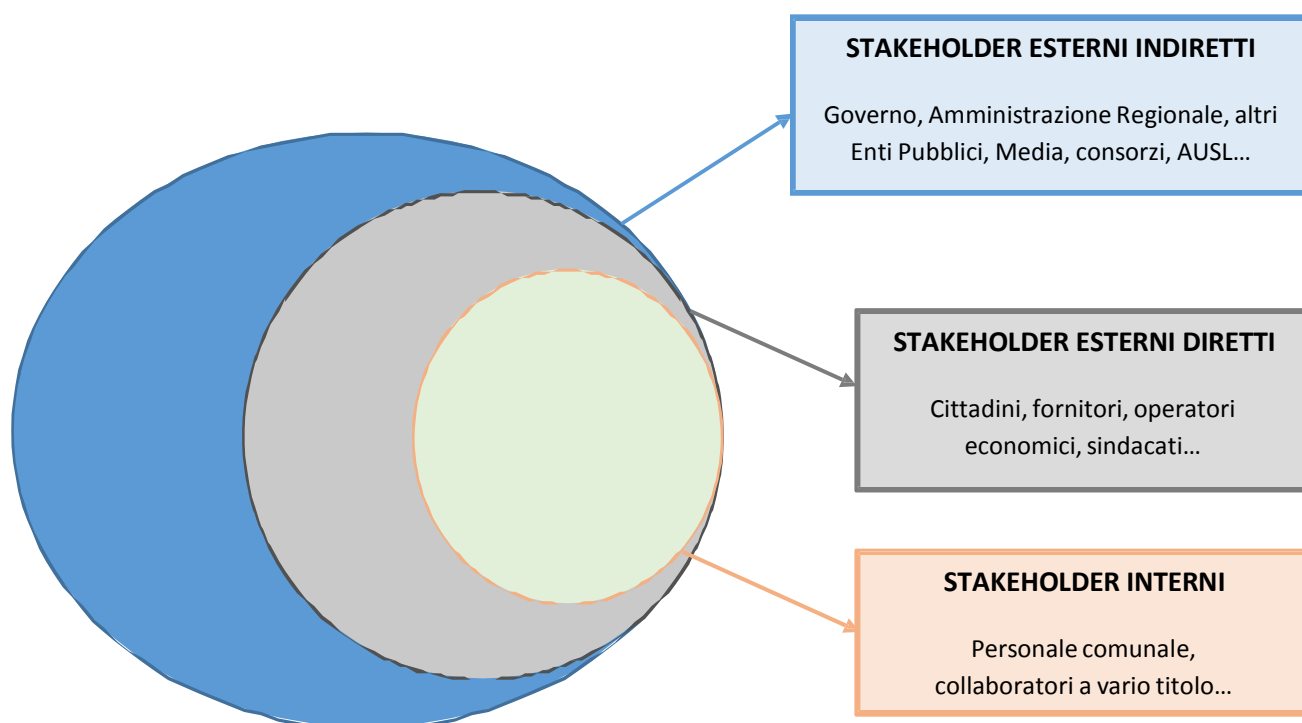 STAKEHOLDER ESTERNI INDIRETTI
Governo, Amministrazione Regionale, altri
Enti Pubblici, Media, consorzi, AUSL…
STAKEHOLDER ESTERNI DIRETTI
Cittadini, fornitori, operatori
economici, sindacati…
STAKEHOLDER INTERNI
Personale comunale,
collaboratori a vario titolo…